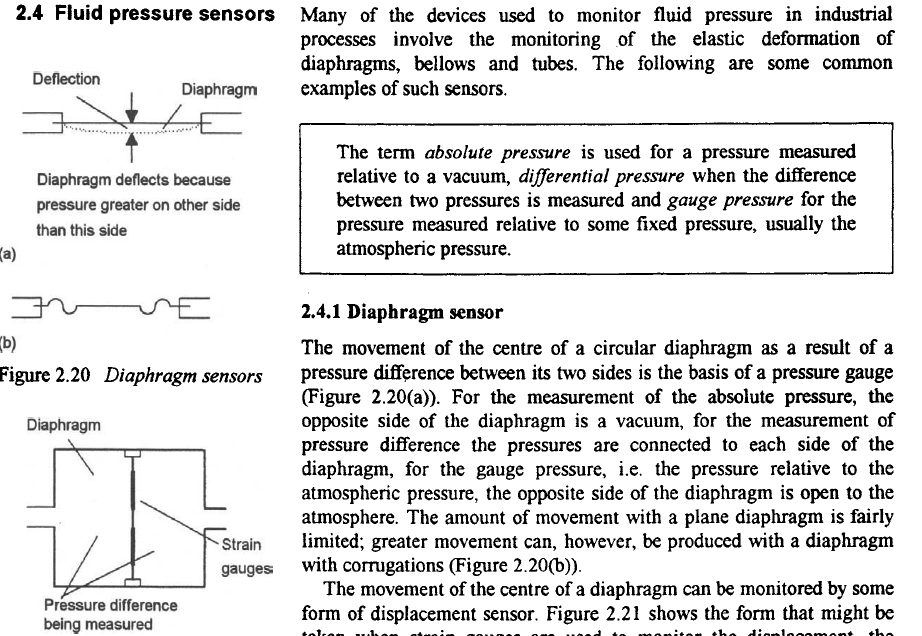 2.4 Fluid pressure sensors
Deflection
Diaphragm
Diaphragm deflects because
pressure greater on other side
than this side
(a)
(b)
Figure 2.20 Diaphragm sensors
Diaphragm
Strain
gauges
Pressure difference
being measured
Many of the devices used to monitor fluid pressure in industrial
processes involve the monitoring of the elastic deformation of
diaphragms, bellows and tubes. The following are some common
examples of such sensors.
The term absolute pressure is used for a pressure measured
relative to a vacuum, differential pressure when the difference
between two pressures is measured and gauge pressure for the
pressure measured relative to some fixed pressure, usually the
atmospheric pressure.
2.4.1 Diaphragm sensor
The movement of the centre of a circular diaphragm as a result of a
pressure difference between its two sides is the basis of a pressure gauge
(Figure 2.20(a)). For the measurement of the absolute pressure, the
opposite side of the diaphragm is a vacuum, for the measurement of
pressure difference the pressures are connected to each side of the
diaphragm, for the gauge pressure, i.e. the pressure relative to the
atmospheric pressure, the opposite side of the diaphragm is open to the
atmosphere. The amount of movement with a plane diaphragm is fairly
limited; greater movement can, however, be produced with a diaphragm
with corrugations (Figure 2.20(b)).
The movement of the centre of a diaphragm can be monitored by some
form of displacement sensor. Figure 2.21 shows the form that might be
taken when strain gauges are used to monitor the displacement, the